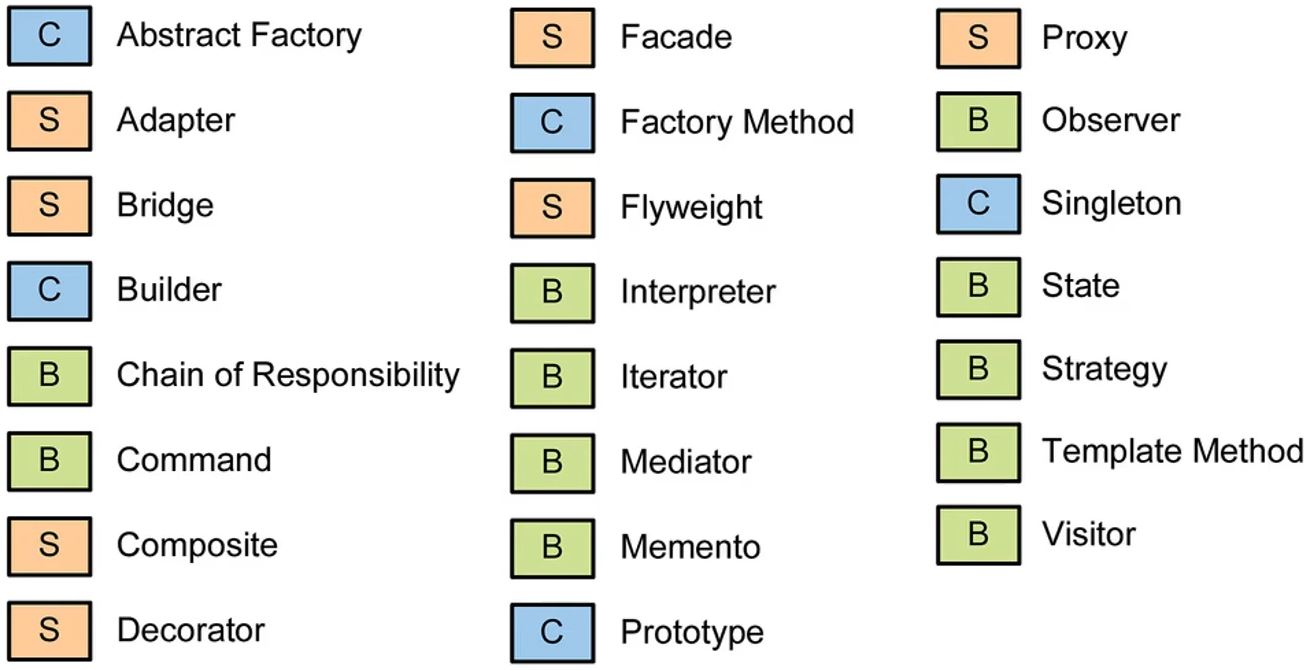 C Abstract Factory
S Adapter
S Bridge
C Builder
B Chain of Responsibility
B Command
S Composite
S Decorator
S Facade
C Factory Method
S Flyweight
B Interpreter
B Iterator
B Mediator
B Memento
C Prototype
S Proxy
B Observer
C Singleton
B State
B Strategy
B Template Method
B Visitor